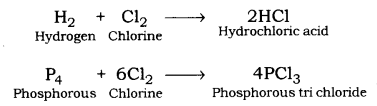 H₂ + Cl₂ ⟶ 2HCl
Hydrogen Chlorine Hydrochloric acid
P₄ + 6Cl₂ ⟶ 4PCl₃
Phosphorous Chlorine Phosphorous tri chloride